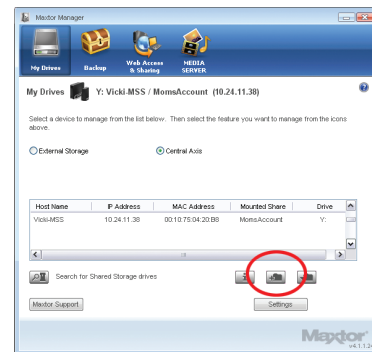 Maxtor Manager
My Drives
Backup
Web Access & Sharing
MEDIA SERVER
My Drives Y: Vicki-MSS / MomsAccount (10.24.11.38)
Select a device to manage from the list below. Then select the feature you want to manage from the icons
above.
External Storage Central Axis
Host Name IP Address MAC Address Mounted Share Drive
Vicki-MSS 10.24.11.38 00:10:75:04:20:B8 MomsAccount Y:
Search for Shared Storage drives
Maxtor Support Settings
Maxtor